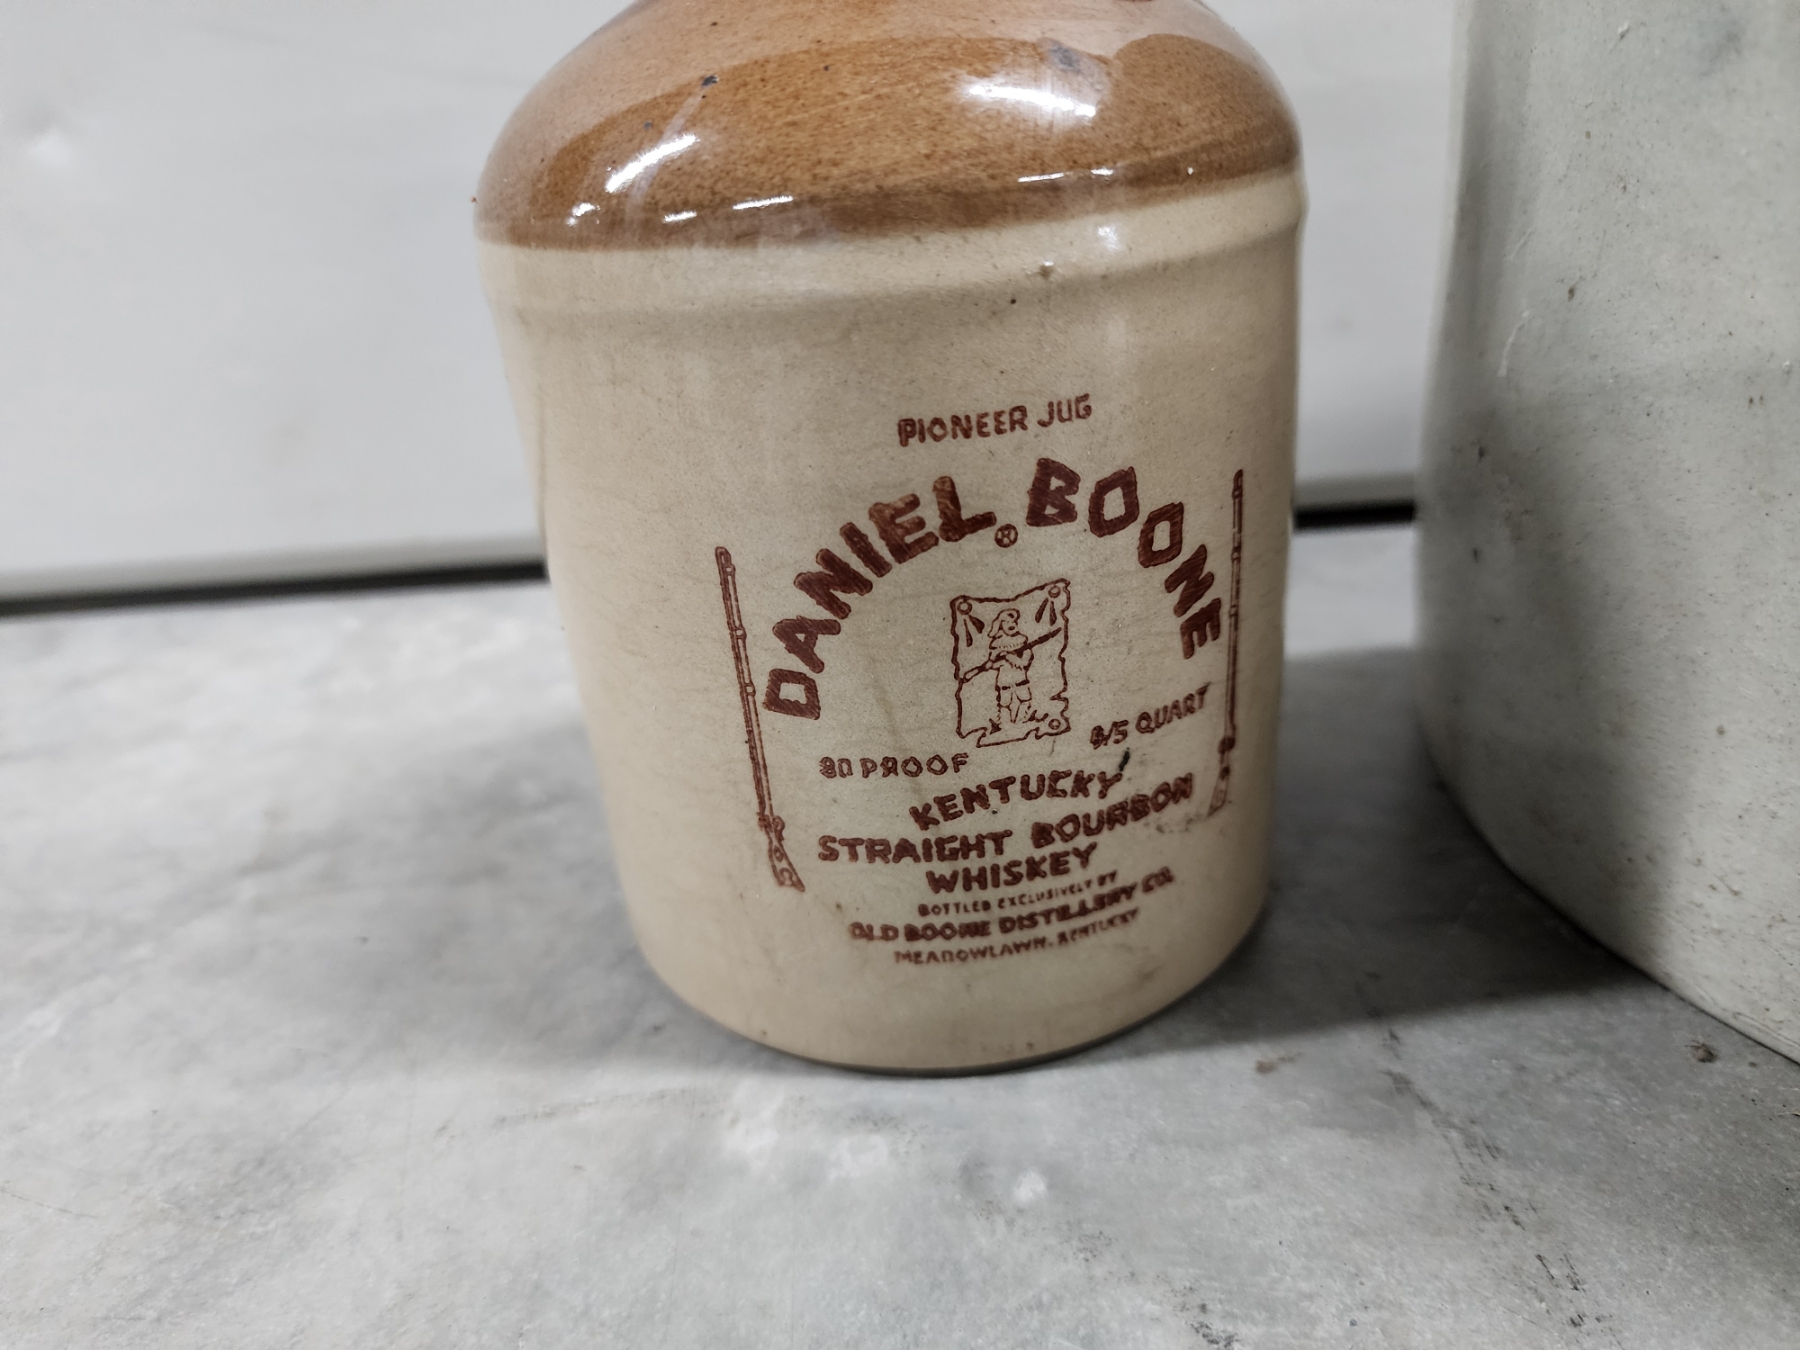 PIONEER JUG
DANIEL BOONE
®
80 PROOF
4/5 QUART
KENTUCKY
STRAIGHT BOURBON
WHISKEY
BOTTLED EXCLUSIVELY BY
OLD BOONE DISTILLERY CO.
MEADOWLAWN, KENTUCKY